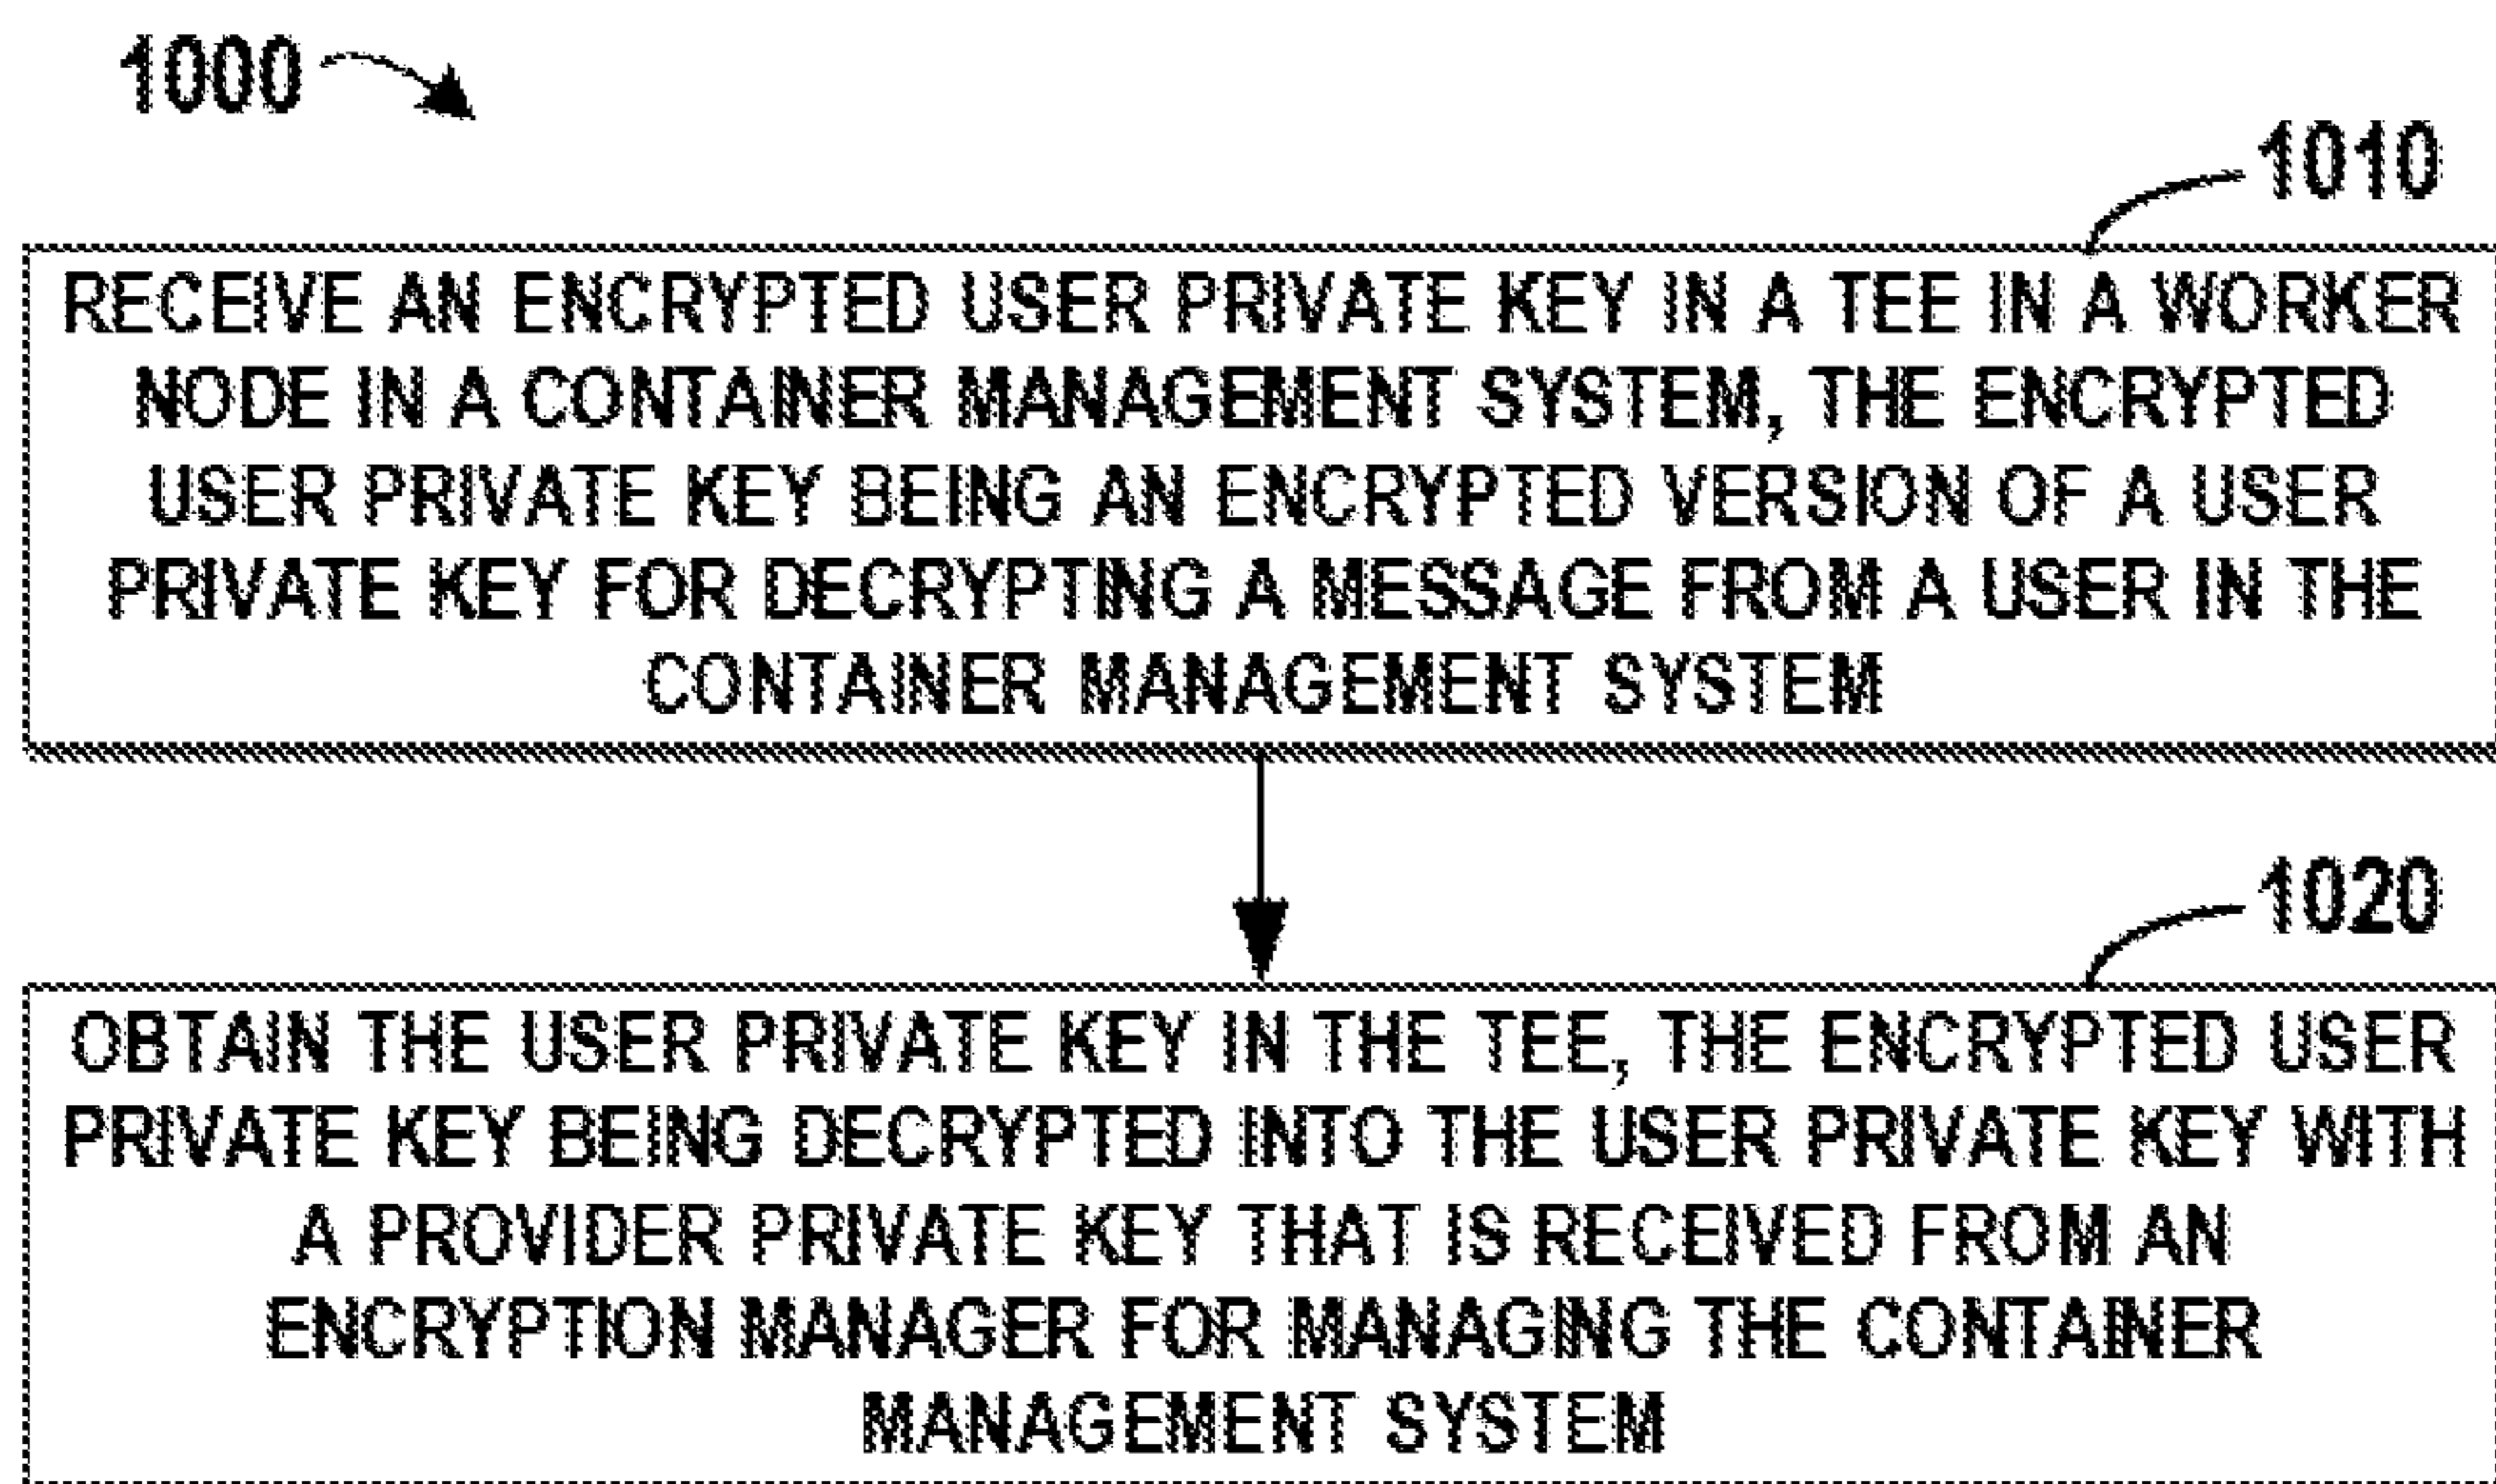 1000
1010
RECEIVE AN ENCRYPTED USER PRIVATE KEY IN A TEE IN A WORKER
NODE IN A CONTAINER MANAGEMENT SYSTEM, THE ENCRYPTED
USER PRIVATE KEY BEING AN ENCRYPTED VERSION OF A USER
PRIVATE KEY FOR DECRYPTING A MESSAGE FROM A USER IN THE
CONTAINER MANAGEMENT SYSTEM
1020
OBTAIN THE USER PRIVATE KEY IN THE TEE, THE ENCRYPTED USER
PRIVATE KEY BEING DECRYPTED INTO THE USER PRIVATE KEY WITH
A PROVIDER PRIVATE KEY THAT IS RECEIVED FROM AN
ENCRYPTION MANAGER FOR MANAGING THE CONTAINER
MANAGEMENT SYSTEM